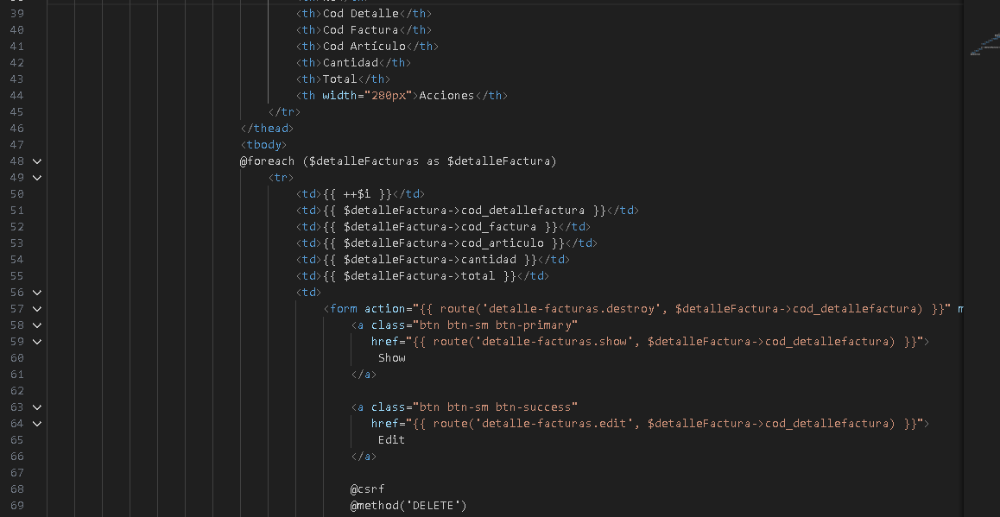 39 <th>Cod Detalle</th>
40 <th>Cod Factura</th>
41 <th>Cod Artículo</th>
42 <th>Cantidad</th>
43 <th>Total</th>
44 <th width="280px">Acciones</th>
45 </tr>
46 </thead>
47 <tbody>
48 @foreach ($detalleFacturas as $detalleFactura)
49 <tr>
50 <td>{{ ++$i }}</td>
51 <td>{{ $detalleFactura->cod_detallefactura }}</td>
52 <td>{{ $detalleFactura->cod_factura }}</td>
53 <td>{{ $detalleFactura->cod_articulo }}</td>
54 <td>{{ $detalleFactura->cantidad }}</td>
55 <td>{{ $detalleFactura->total }}</td>
56 <td>
57 <form action="{{ route('detalle-facturas.destroy', $detalleFactura->cod_detallefactura) }}" m
58 <a class="btn btn-sm btn-primary"
59 href="{{ route('detalle-facturas.show', $detalleFactura->cod_detallefactura) }}">
60 Show
61 </a>
62
63 <a class="btn btn-sm btn-success"
64 href="{{ route('detalle-facturas.edit', $detalleFactura->cod_detallefactura) }}">
65 Edit
66 </a>
67
68 @csrf
69 @method('DELETE')